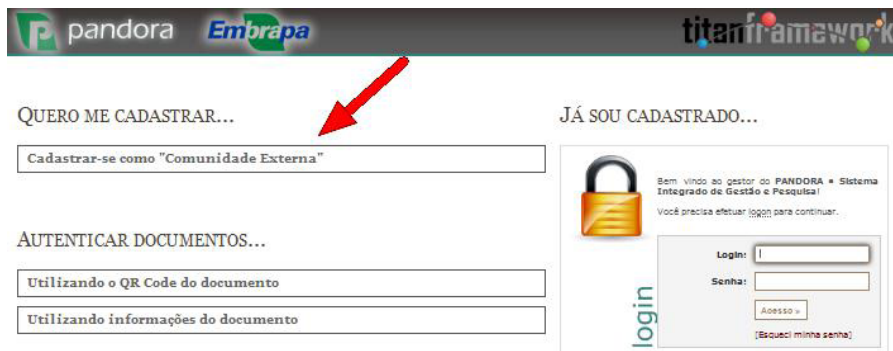 pandora Embrapa titanframework
QUERO ME CADASTRAR...
Cadastrar-se como "Comunidade Externa"
AUTENTICAR DOCUMENTOS...
Utilizando o QR Code do documento
Utilizando informações do documento
JÁ SOU CADASTRADO...
Bem vindo ao gestor do PANDORA • Sistema
Integrado de Gestão e Pesquisa!
Você precisa efetuar logon para continuar.
login
Login:
Senha:
Acesso »
[Esqueci minha senha]